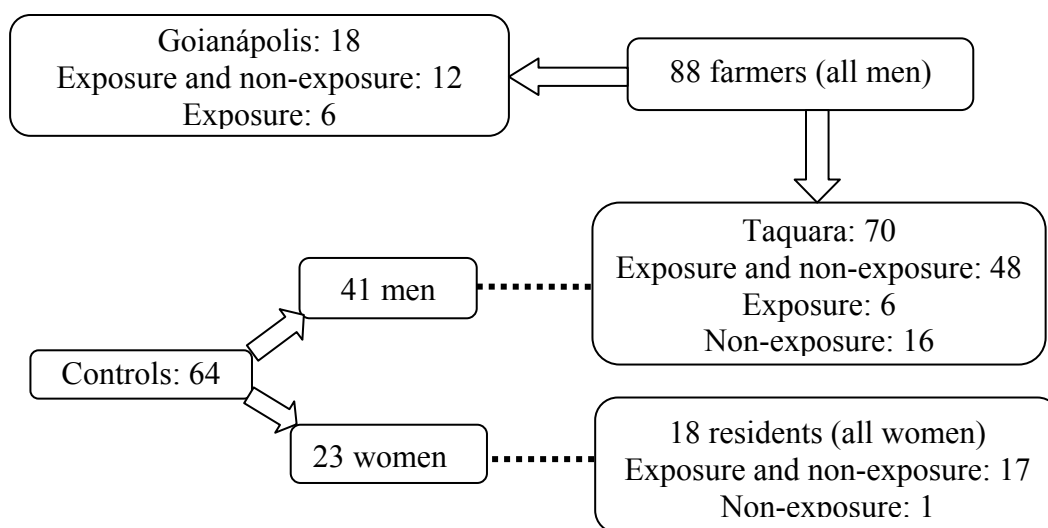 Goianápolis: 18
Exposure and non-exposure: 12
Exposure: 6
88 farmers (all men)
Taquara: 70
Exposure and non-exposure: 48
Exposure: 6
Non-exposure: 16
41 men
Controls: 64
23 women
18 residents (all women)
Exposure and non-exposure: 17
Non-exposure: 1